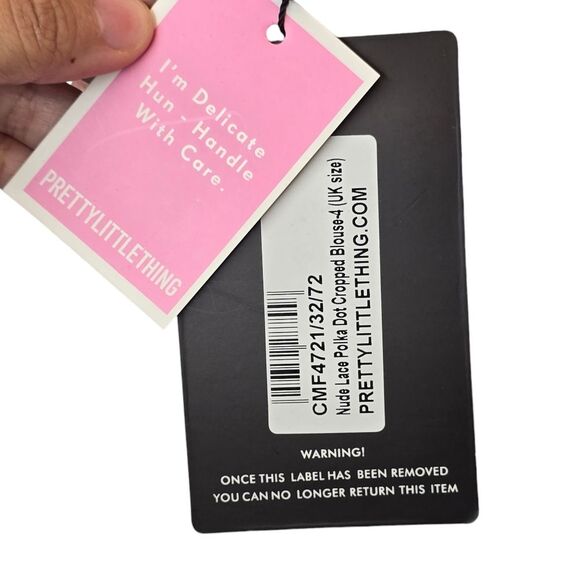 I'm Delicate
Hun - Handle
With Care.
PRETTYLITTLETHING
CMF4721/32/72
Nude Lace Polka Dot Cropped Blouse-4 (UK size)
PRETTYLITTLETHING.COM
WARNING!
ONCE THIS LABEL HAS BEEN REMOVED
YOU CAN NO LONGER RETURN THIS ITEM